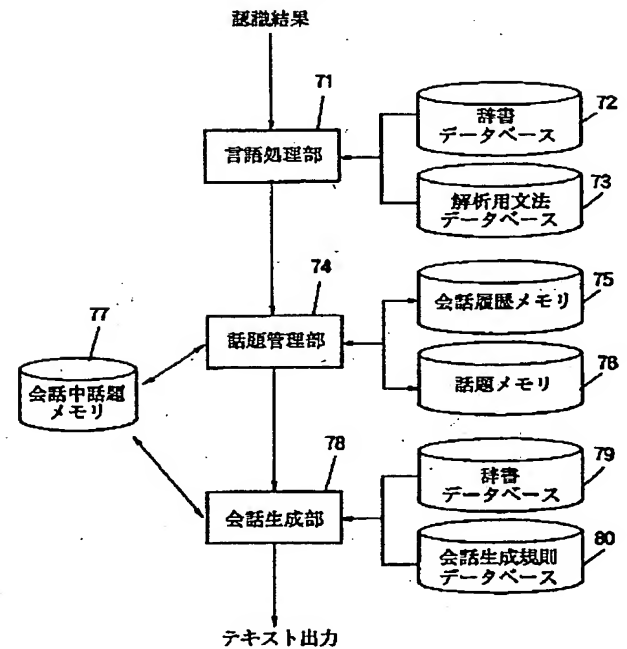 認識結果
71
言語処理部
72
辞書
データベース
73
解析用文法
データベース
74
話題管理部
75
会話履歴メモリ
77
会話中話題
メモリ
78
話題メモリ
78
会話生成部
79
辞書
データベース
80
会話生成規則
データベース
テキスト出力